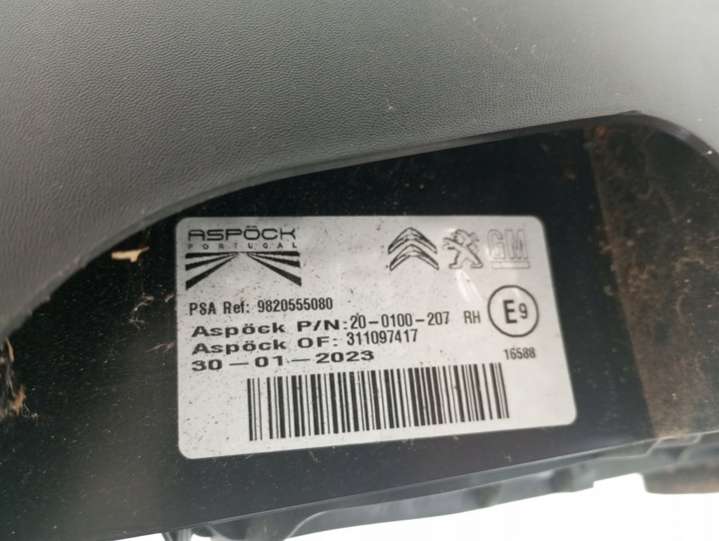 ASPÖCK
PORTUGAL
GM
PSA Ref: 9820555080
Aspöck P/N:20-0100-207 RH
E9
Aspöck OF: 311097417
30-01-2023
16588